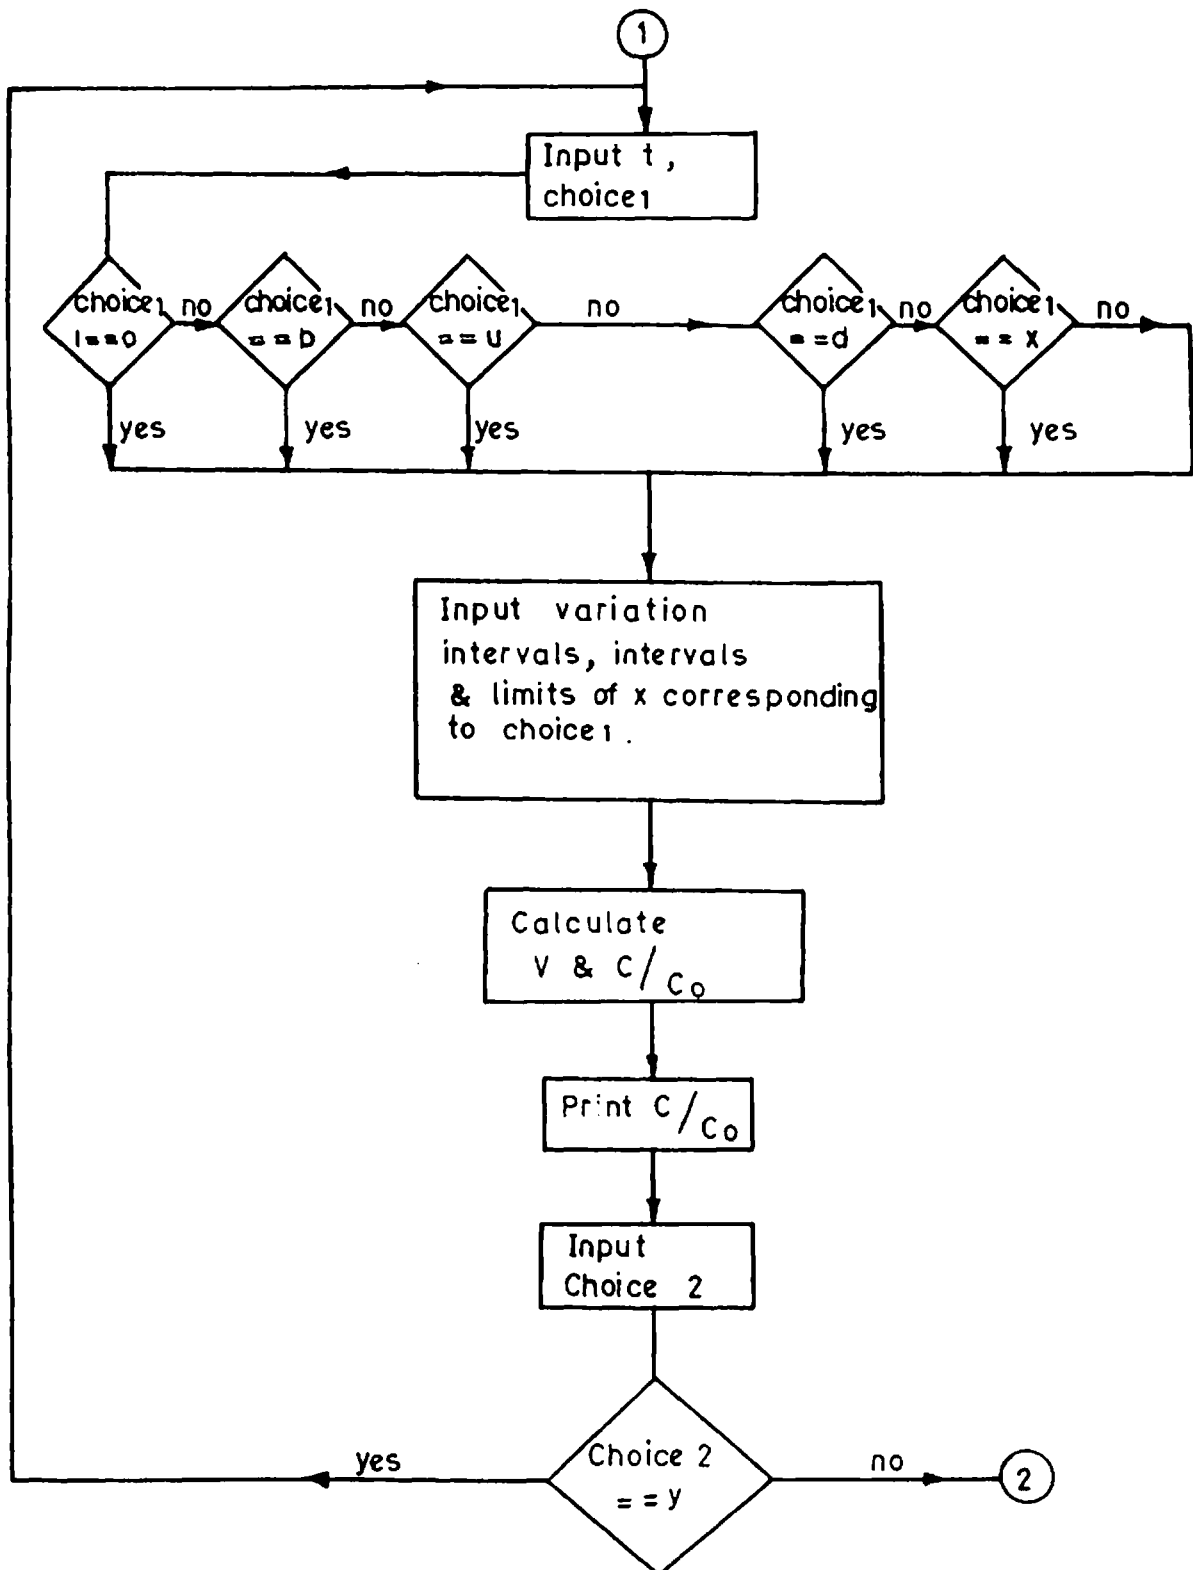 1
Input t,
choice1
choice1
!==o
no
choice1
==b
no
choice1
==u
no
choice1
==d
no
choice1
==x
no
yes
yes
yes
yes
yes
Input variation
intervals, intervals
& limits of x corresponding
to choice1.
Calculate
V & C/Co
Print C/Co
Input
Choice 2
Choice 2
==y
yes
no
2